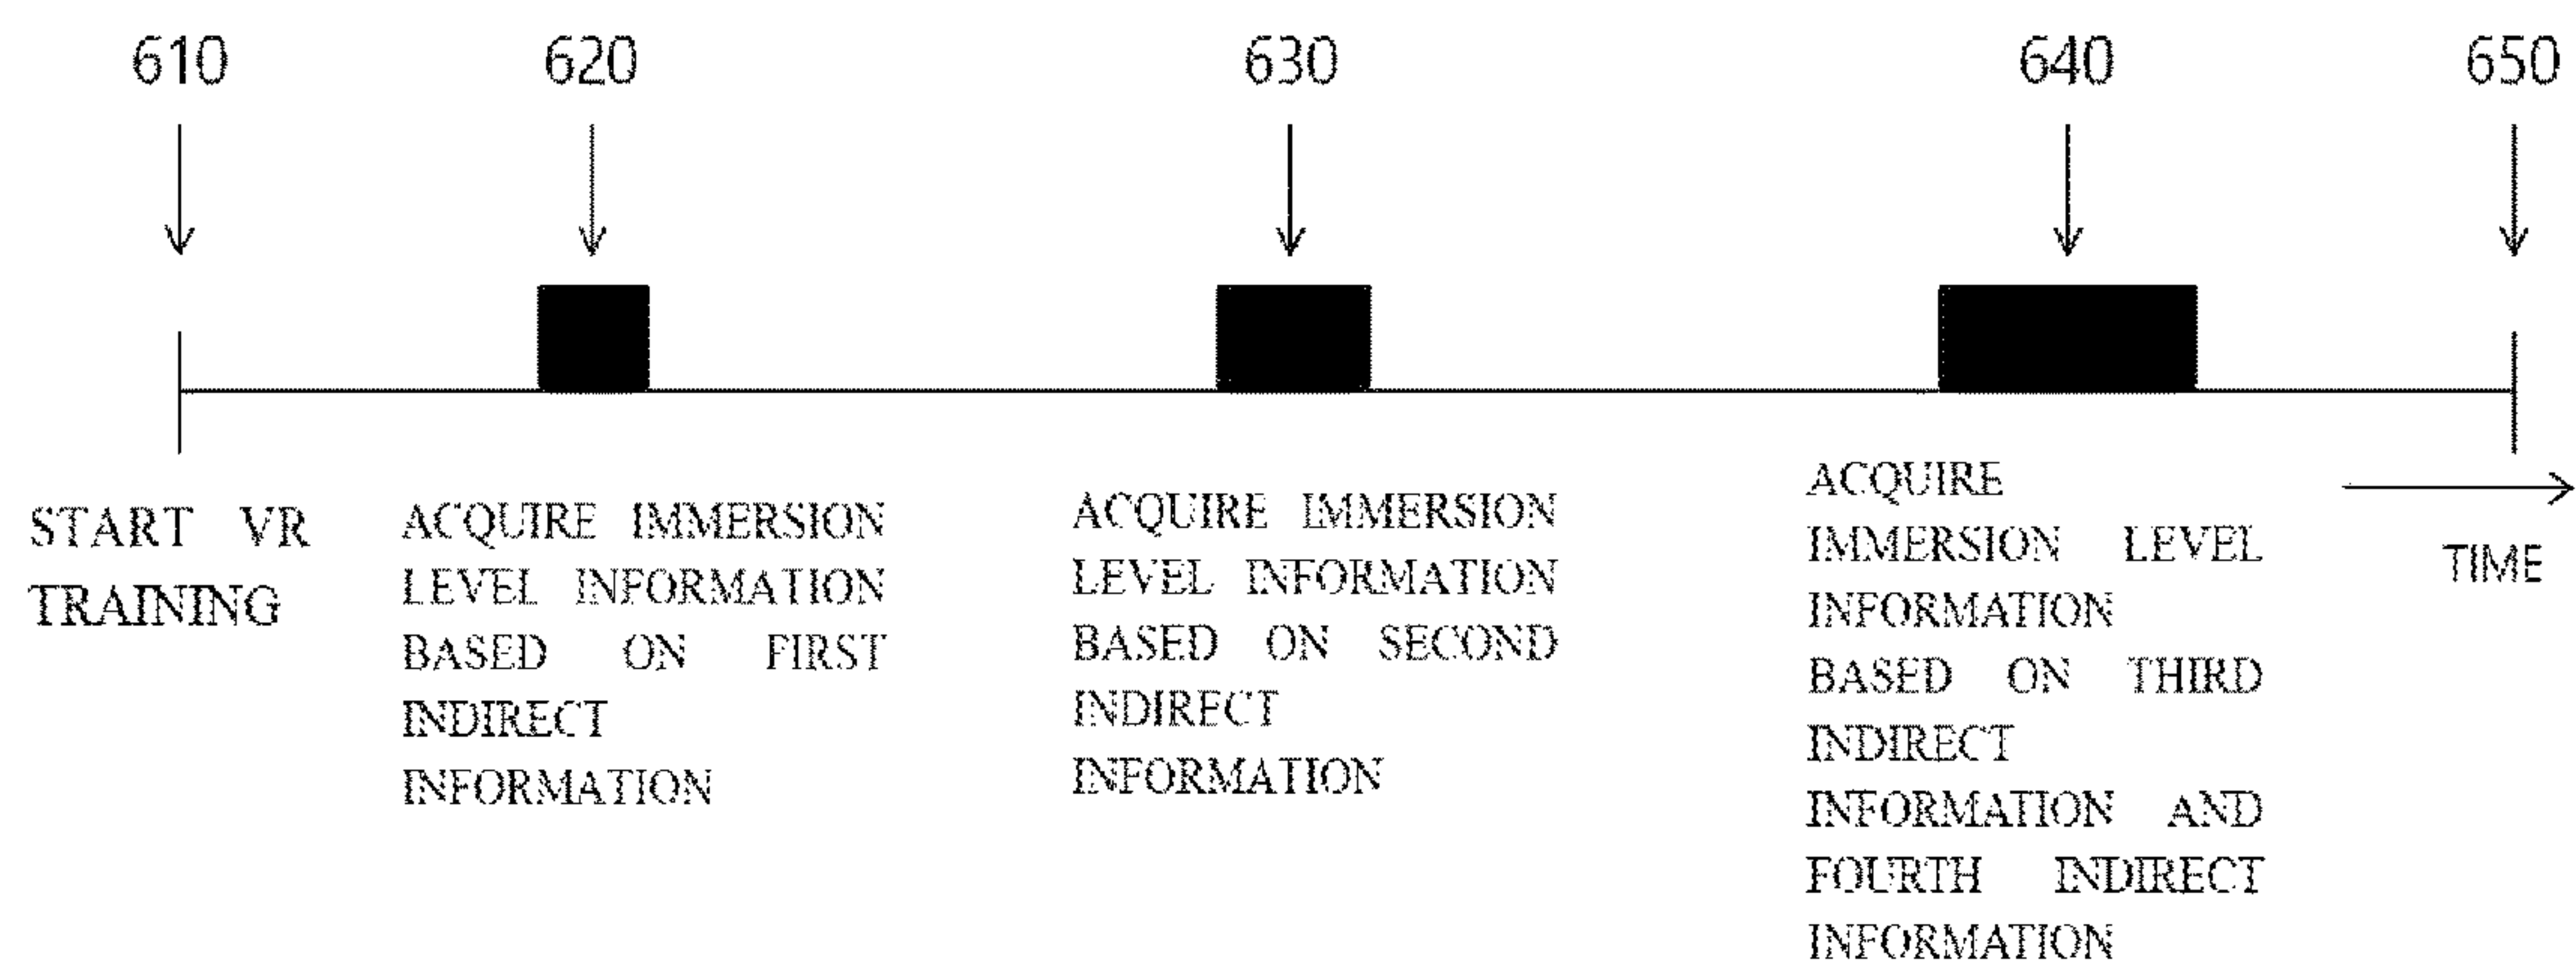 610
620
630
640
650
START VR
TRAINING
ACQUIRE IMMERSION
LEVEL INFORMATION
BASED ON FIRST
INDIRECT
INFORMATION
ACQUIRE IMMERSION
LEVEL INFORMATION
BASED ON SECOND
INDIRECT
INFORMATION
ACQUIRE
IMMERSION LEVEL
INFORMATION
BASED ON THIRD
INDIRECT
INFORMATION AND
FOURTH INDIRECT
INFORMATION
TIME